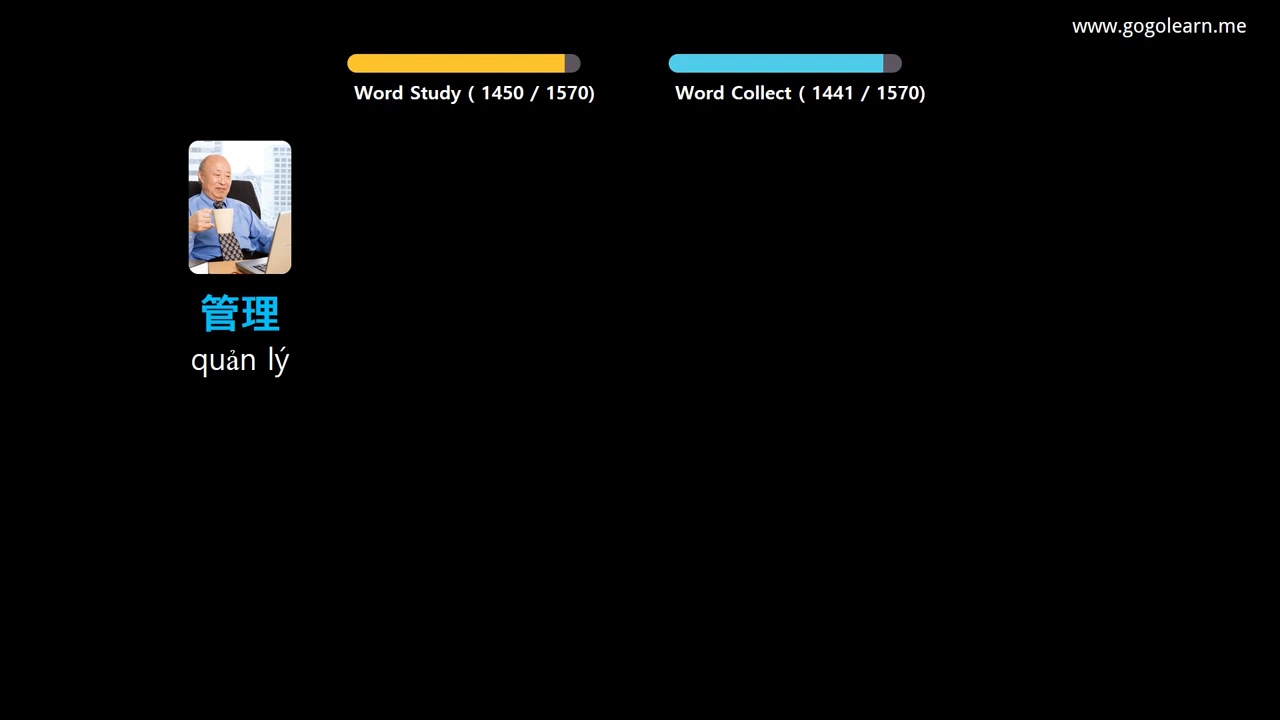 www.gogolearn.me
Word Study ( 1450 / 1570)
Word Collect ( 1441 / 1570)
管理
quản lý